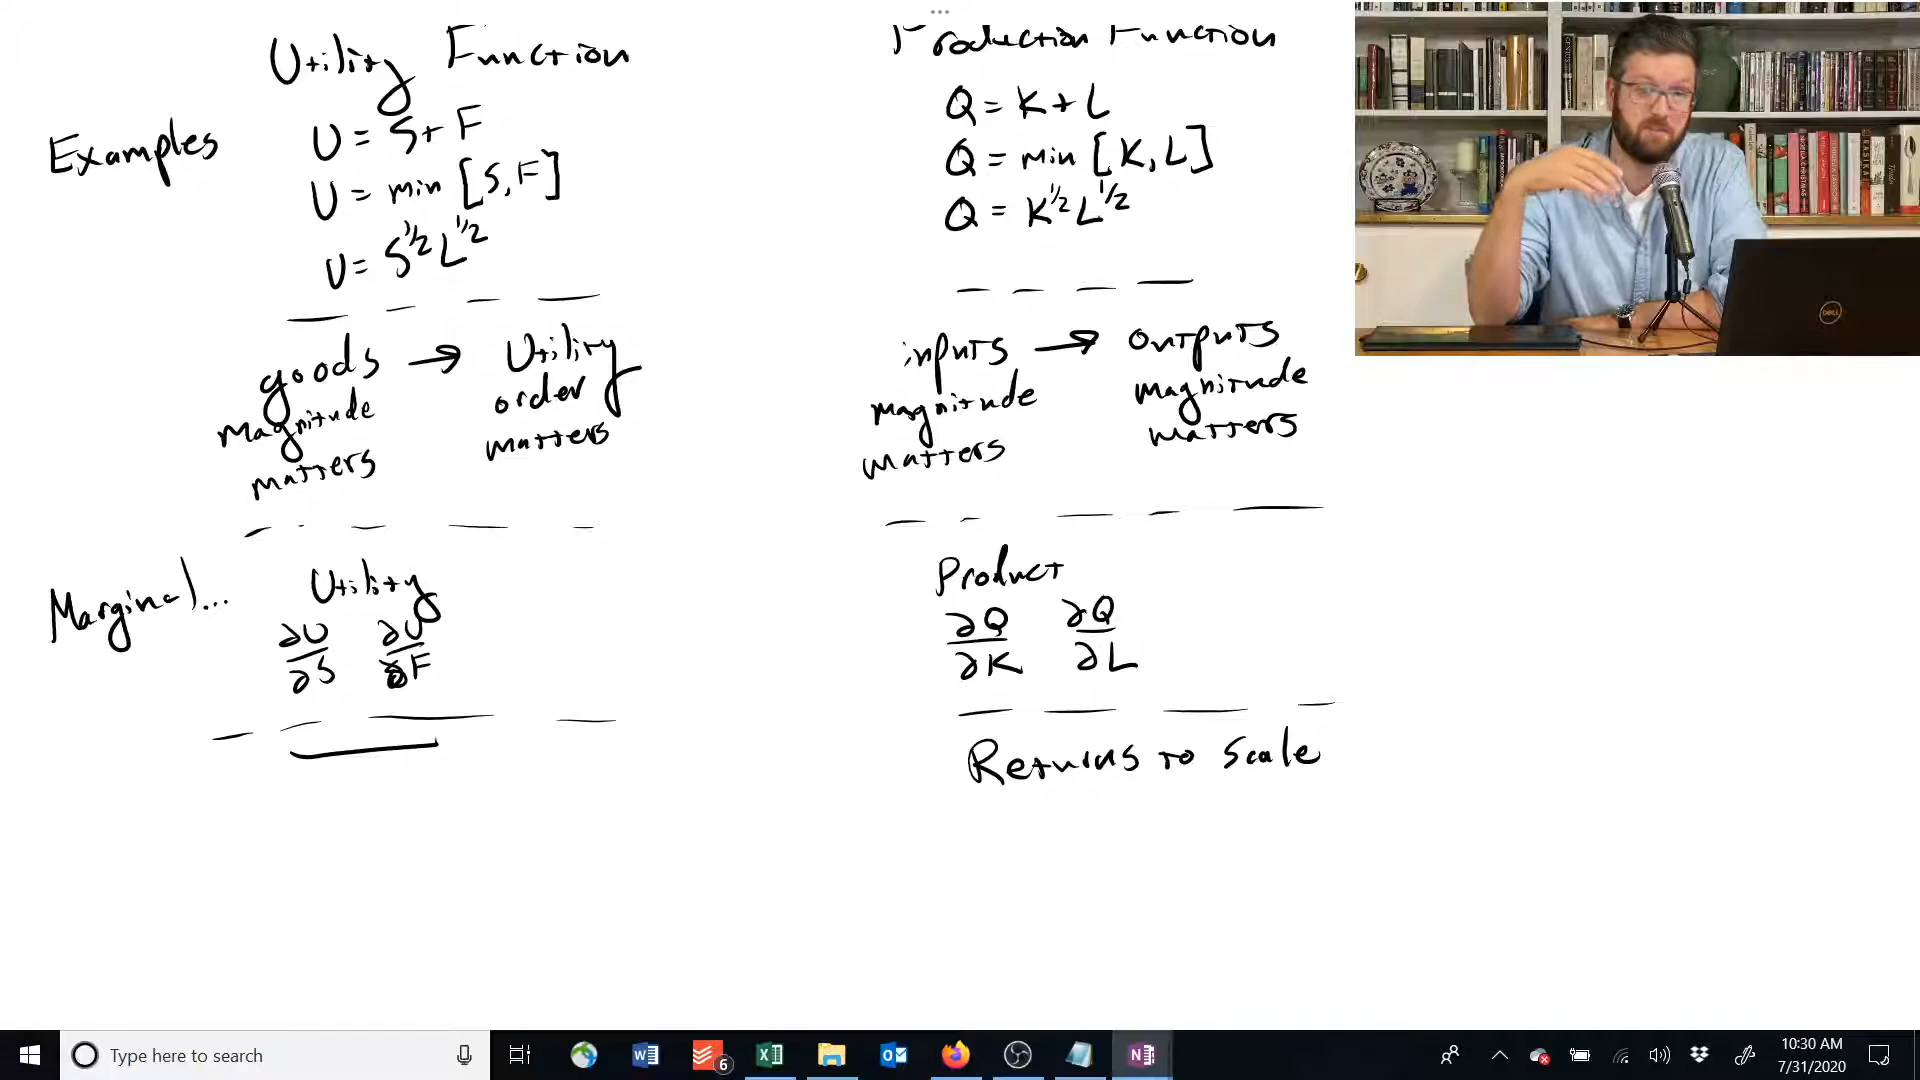 Utility Function
Production Function
Examples
U = S + F
U = min [S, F]
U = S^1/2 L^1/2
Q = K + L
Q = min [K, L]
Q = K^1/2 L^1/2
goods → Utility
magnitude matters
order matters
inputs → outputs
magnitude matters
magnitude matters
Marginal...
Utility
∂U/∂S ∂U/∂F
Product
∂Q/∂K ∂Q/∂L
Returns to Scale
DELL
Type here to search
6
10:30 AM
7/31/2020